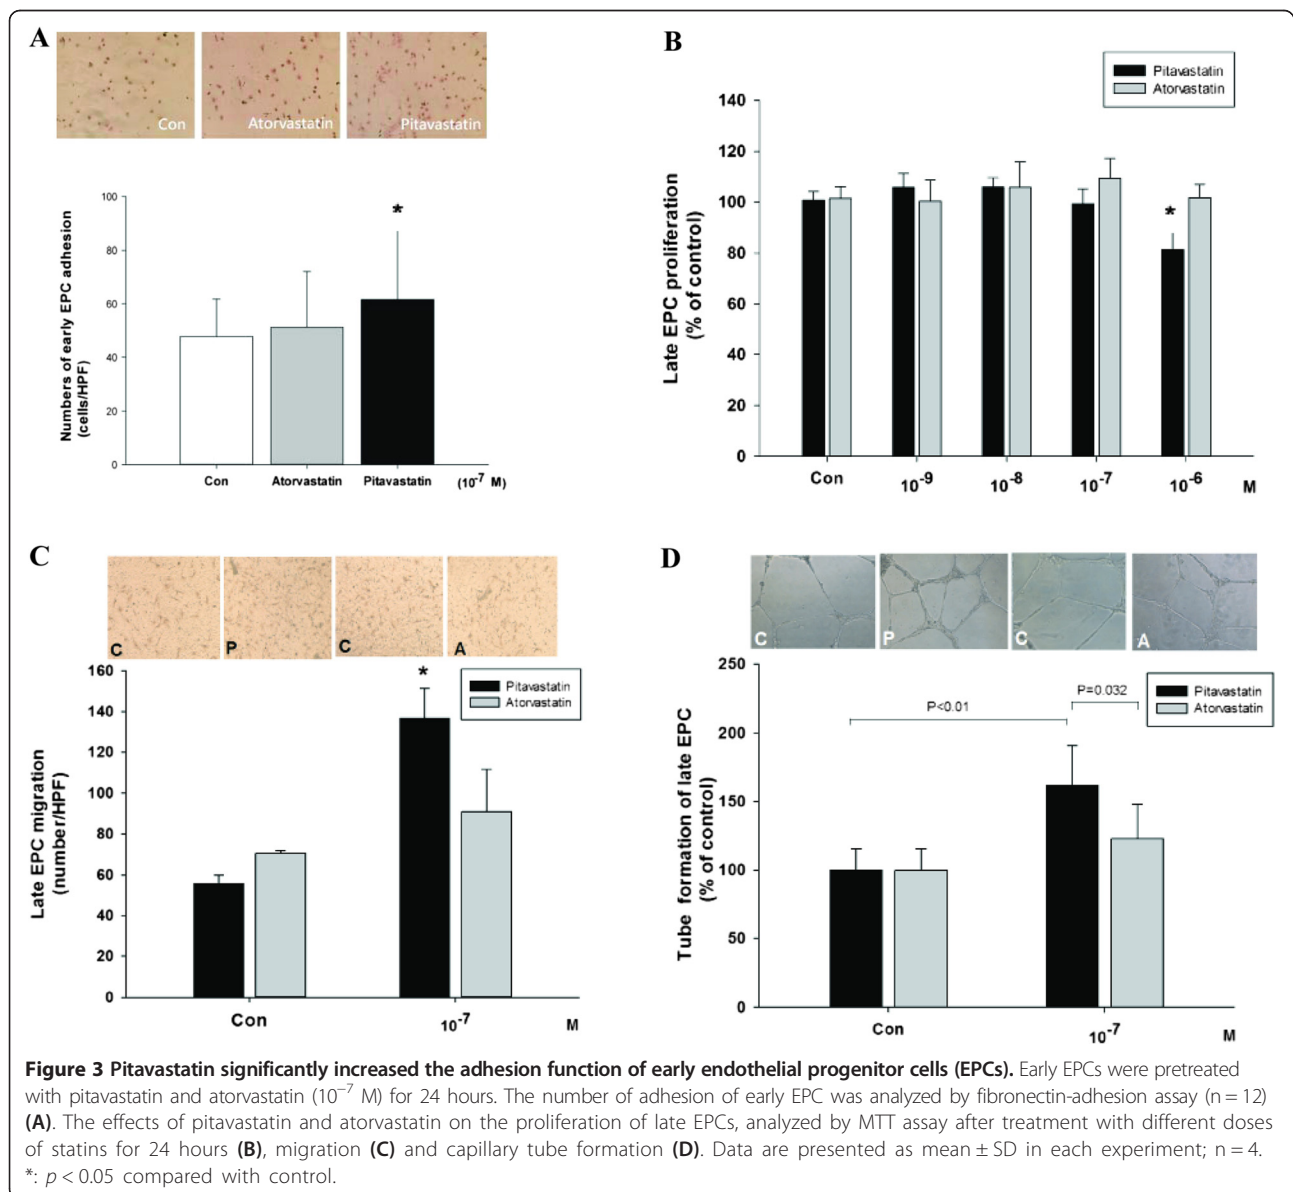 A
Con
Atorvastatin
Pitavastatin
100
80
60
40
20
0
Numbers of early EPC adhesion
(cells/HPF)
*
Con
Atorvastatin
Pitavastatin
(10⁻⁷ M)
B
Pitavastatin
Atorvastatin
140
120
100
80
60
40
20
0
Late EPC proliferation
(% of control)
*
Con
10⁻⁹
10⁻⁸
10⁻⁷
10⁻⁶
M
C
C
P
C
A
160
140
120
100
80
60
40
20
0
Late EPC migration
(number/HPF)
*
Pitavastatin
Atorvastatin
Con
10⁻⁷
M
D
C
P
C
A
250
200
150
100
50
0
Tube formation of late EPC
(% of control)
P<0.01
P=0.032
Pitavastatin
Atorvastatin
Con
10⁻⁷
M
Figure 3 Pitavastatin significantly increased the adhesion function of early endothelial progenitor cells (EPCs). Early EPCs were pretreated
with pitavastatin and atorvastatin (10⁻⁷ M) for 24 hours. The number of adhesion of early EPC was analyzed by fibronectin-adhesion assay (n = 12)
(A). The effects of pitavastatin and atorvastatin on the proliferation of late EPCs, analyzed by MTT assay after treatment with different doses
of statins for 24 hours (B), migration (C) and capillary tube formation (D). Data are presented as mean ± SD in each experiment; n = 4.
*: p < 0.05 compared with control.